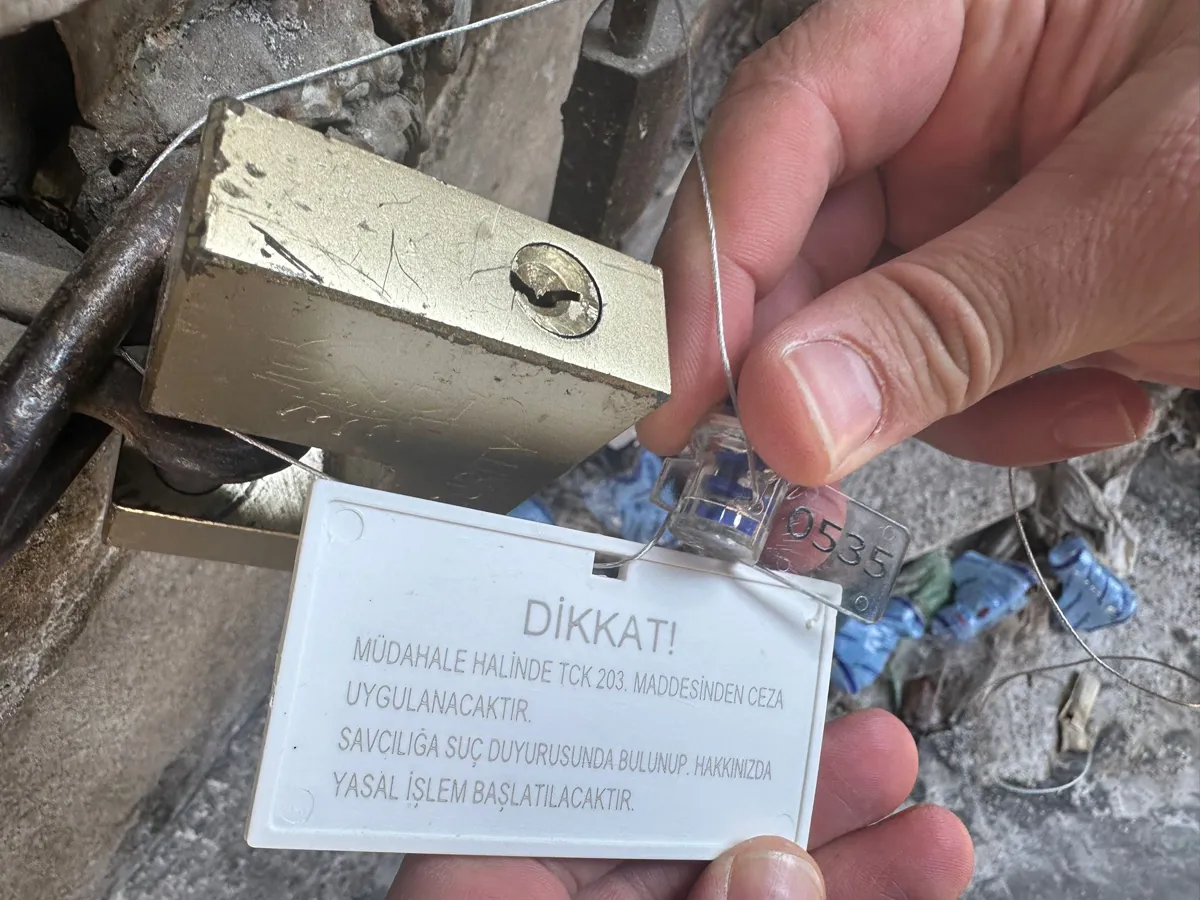 0535
DİKKAT!
MÜDAHALE HALİNDE TCK 203. MADDESİNDEN CEZA
UYGULANACAKTIR.
SAVCILIĞA SUÇ DUYURUSUNDA BULUNUP. HAKKINIZDA
YASAL İŞLEM BAŞLATILACAKTIR.